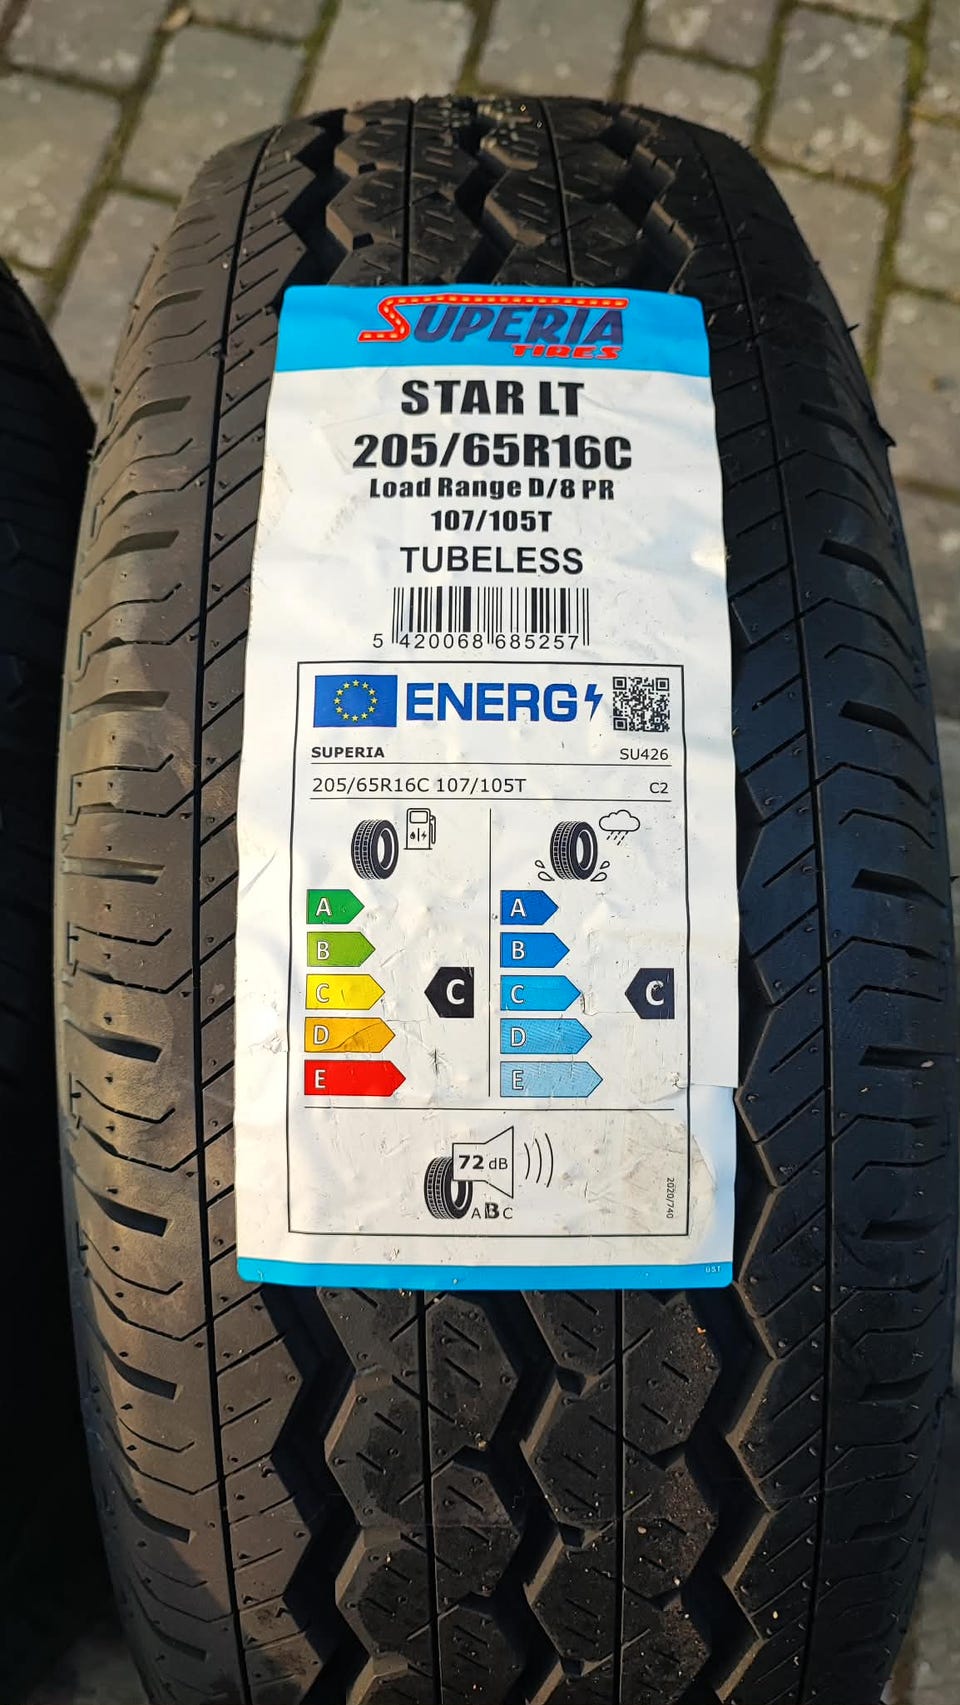 SUPERIA
TIRES
STAR LT
205/65R16C
Load Range D/8 PR
107/105T
TUBELESS
5 420068 685257
ENERG
SUPERIA SU426
205/65R16C 107/105T C2
A A
B B
C C C C
D D
E E
72 dB
A B C
2020/740